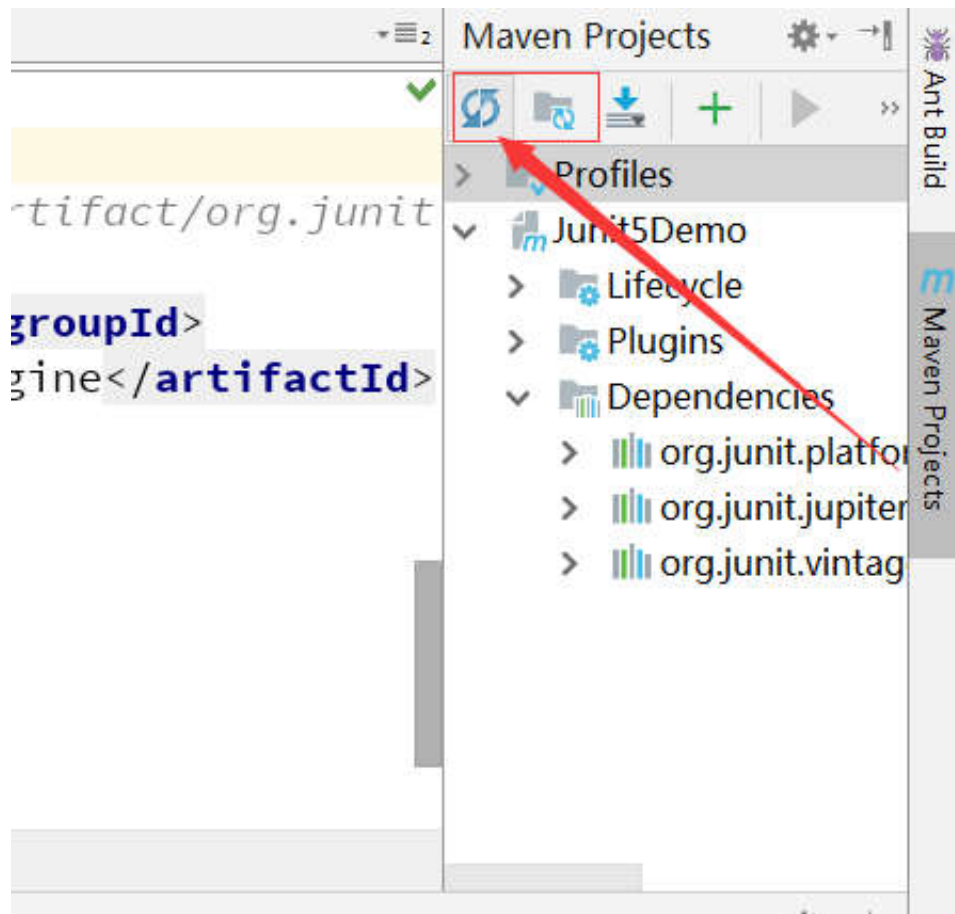 2
Maven Projects
rtifact/org.junit
groupId>
gine</artifactId>
Profiles
Junit5Demo
m
Lifecycle
Plugins
Dependencies
org.junit.platfor
org.junit.jupiter
org.junit.vintag
Ant Build
m
Maven Projects